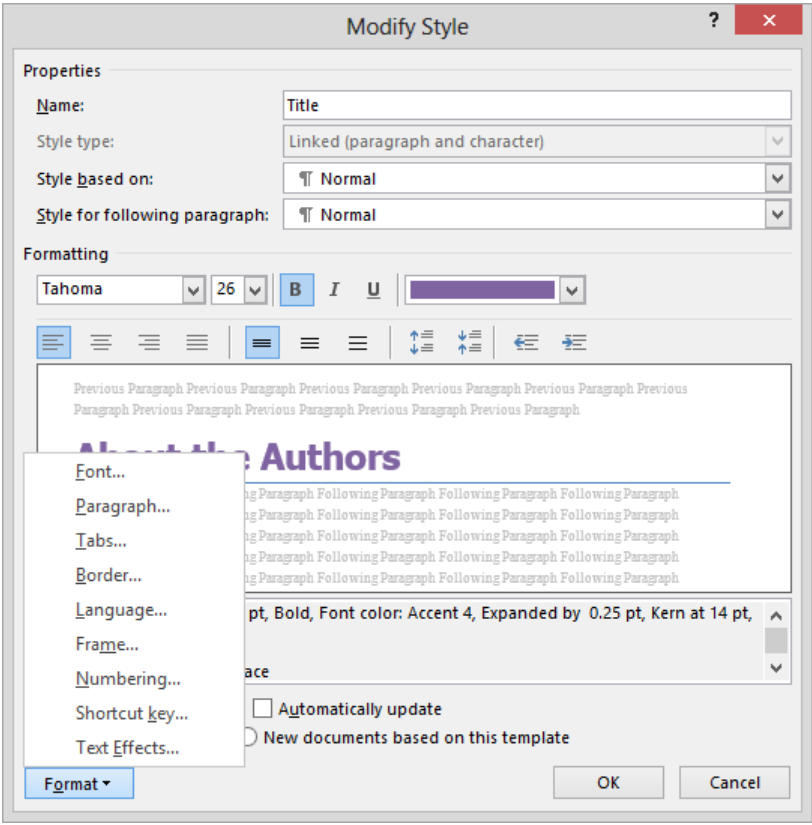 Modify Style
?
Properties
Name:
Title
Style type:
Linked (paragraph and character)
Style based on:
¶ Normal
Style for following paragraph:
¶ Normal
Formatting
Tahoma
26
B I U
Previous Paragraph Previous Paragraph Previous Paragraph Previous Paragraph Previous Paragraph Previous
Paragraph Previous Paragraph Previous Paragraph Previous Paragraph Previous Paragraph
Authors
Paragraph Following Paragraph Following Paragraph Following Paragraph
Paragraph Following Paragraph Following Paragraph Following Paragraph
Paragraph Following Paragraph Following Paragraph Following Paragraph
Paragraph Following Paragraph Following Paragraph Following Paragraph
Paragraph Following Paragraph Following Paragraph Following Paragraph
pt, Bold, Font color: Accent 4, Expanded by 0.25 pt, Kern at 14 pt,
ace
Font...
Paragraph...
Tabs...
Border...
Language...
Frame...
Numbering...
Shortcut key...
Text Effects...
Automatically update
New documents based on this template
Format
OK
Cancel